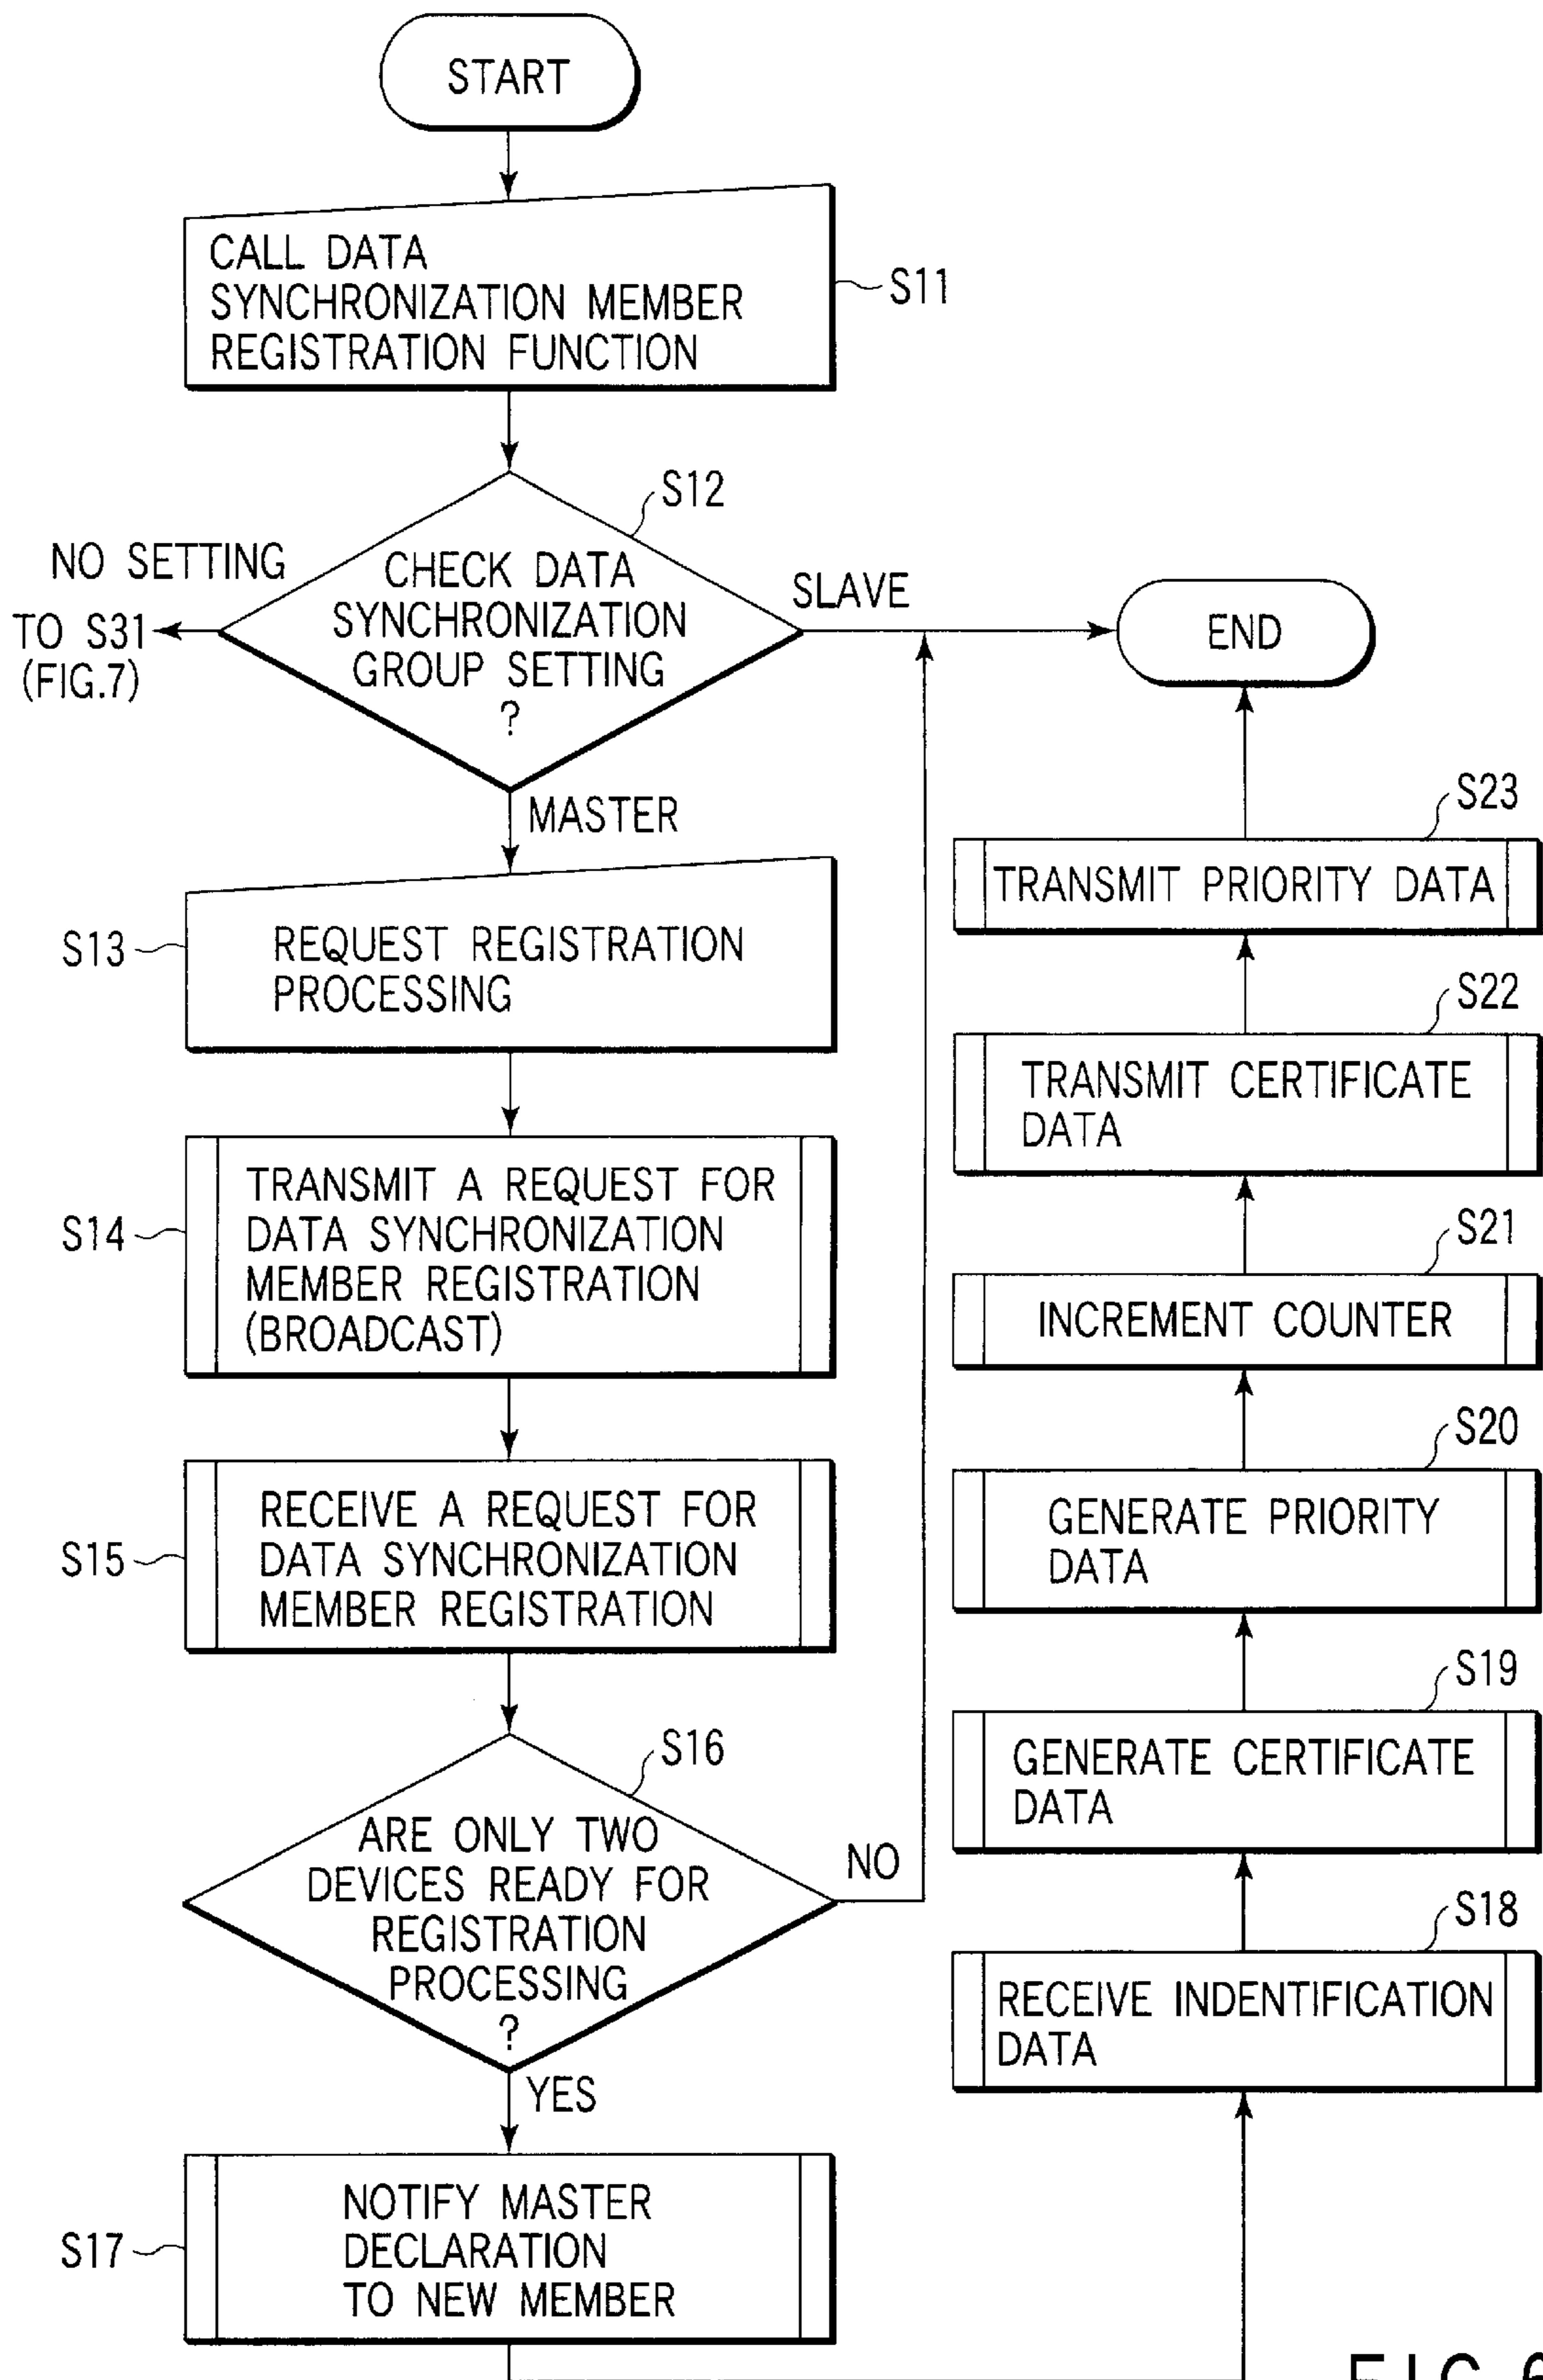 START
CALL DATA
SYNCHRONIZATION MEMBER
REGISTRATION FUNCTION
S11
S12
NO SETTING
TO S31
(FIG.7)
CHECK DATA
SYNCHRONIZATION
GROUP SETTING
?
SLAVE
END
MASTER
S13
REQUEST REGISTRATION
PROCESSING
S14
TRANSMIT A REQUEST FOR
DATA SYNCHRONIZATION
MEMBER REGISTRATION
(BROADCAST)
S15
RECEIVE A REQUEST FOR
DATA SYNCHRONIZATION
MEMBER REGISTRATION
S16
ARE ONLY TWO
DEVICES READY FOR
REGISTRATION
PROCESSING
?
NO
YES
S17
NOTIFY MASTER
DECLARATION
TO NEW MEMBER
S23
TRANSMIT PRIORITY DATA
S22
TRANSMIT CERTIFICATE
DATA
S21
INCREMENT COUNTER
S20
GENERATE PRIORITY
DATA
S19
GENERATE CERTIFICATE
DATA
S18
RECEIVE INDENTIFICATION
DATA
FIG.6